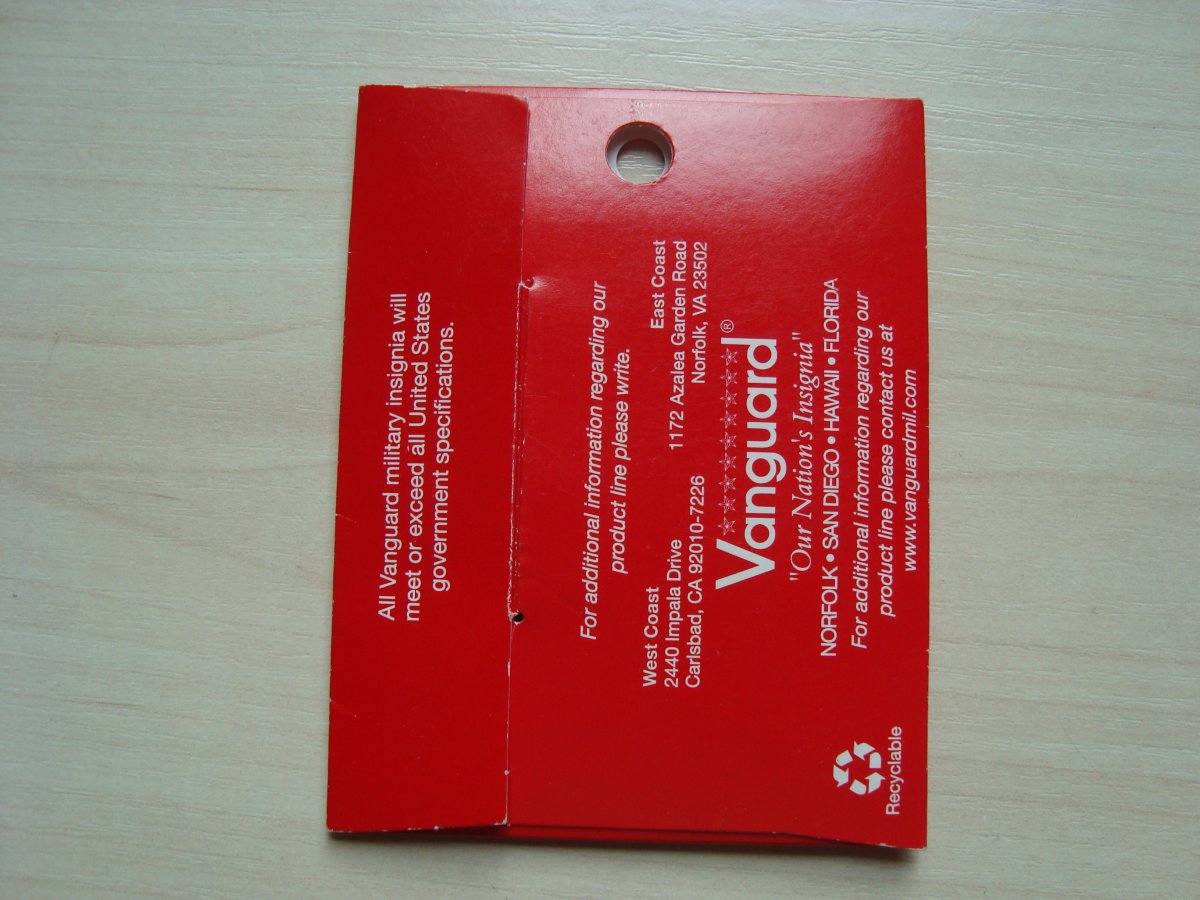 All Vanguard military insignia will
meet or exceed all United States
government specifications.
For additional information regarding our
product line please write.
West Coast
2440 Impala Drive
Carlsbad, CA 92010-7226
East Coast
1172 Azalea Garden Road
Norfolk, VA 23502
Vanguard®
"Our Nation's Insignia"
NORFOLK • SAN DIEGO • HAWAII • FLORIDA
For additional information regarding our
product line please contact us at
www.vanguardmil.com
Recyclable